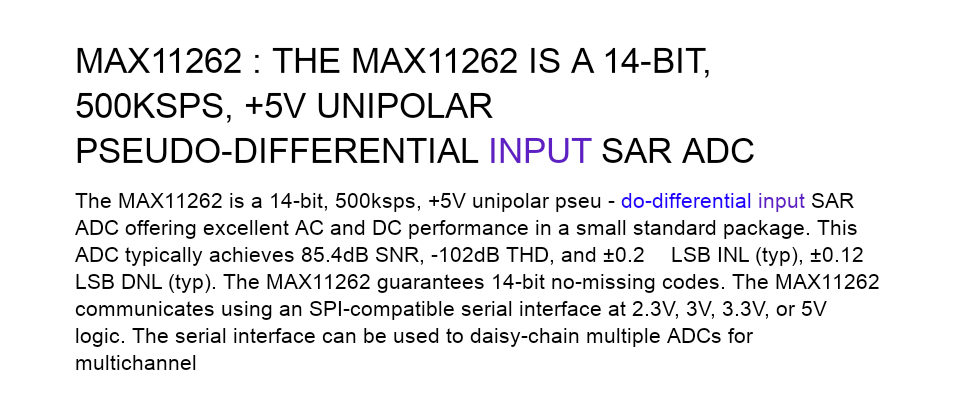 MAX11262 : THE MAX11262 IS A 14-BIT,
500KSPS, +5V UNIPOLAR
PSEUDO-DIFFERENTIAL INPUT SAR ADC
The MAX11262 is a 14-bit, 500ksps, +5V unipolar pseu - do-differential input SAR
ADC offering excellent AC and DC performance in a small standard package. This
ADC typically achieves 85.4dB SNR, -102dB THD, and ±0.2 LSB INL (typ), ±0.12
LSB DNL (typ). The MAX11262 guarantees 14-bit no-missing codes. The MAX11262
communicates using an SPI-compatible serial interface at 2.3V, 3V, 3.3V, or 5V
logic. The serial interface can be used to daisy-chain multiple ADCs for
multichannel